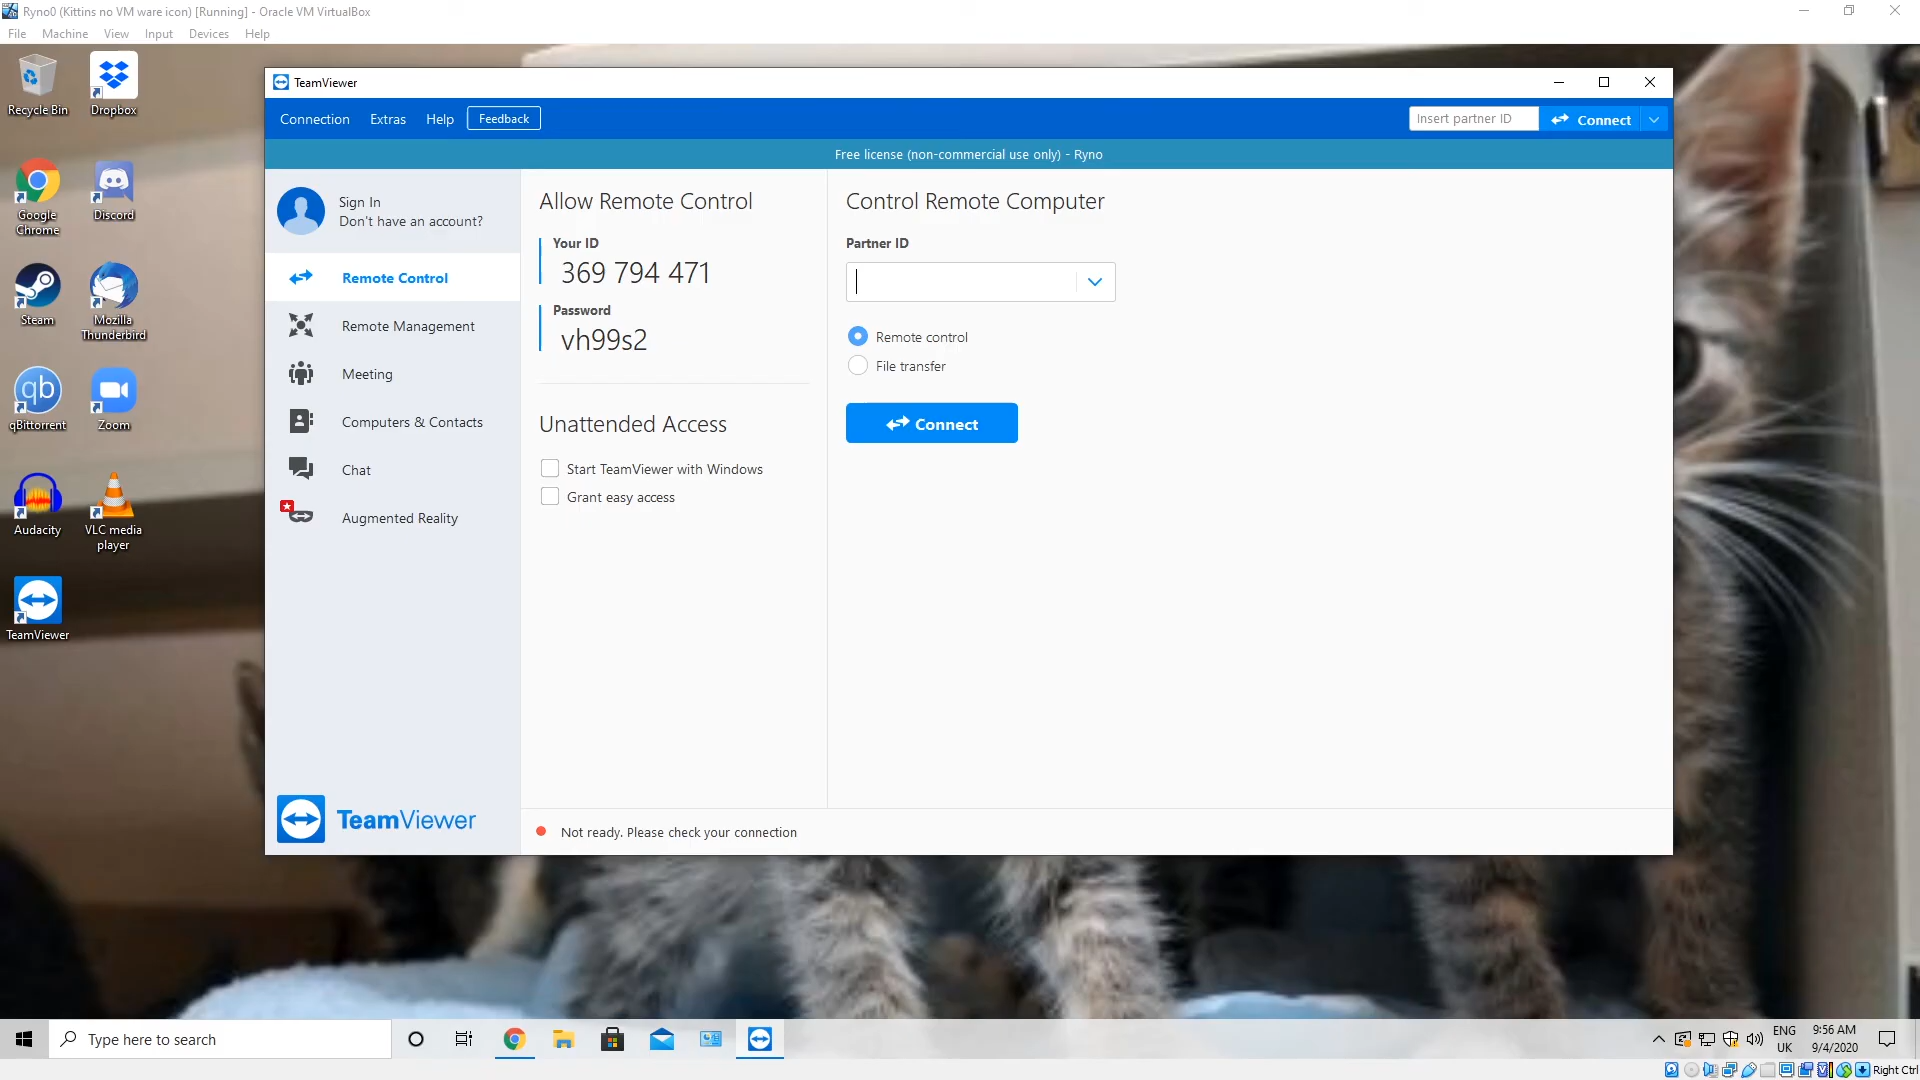 Ryno0 (Kittins no VM ware icon) [Running] - Oracle VM VirtualBox
File Machine View Input Devices Help
Recycle Bin
Dropbox
Google
Chrome
Discord
Steam
Mozilla
Thunderbird
qb
qBittorrent
Zoom
Audacity
VLC media
player
TeamViewer
TeamViewer
Connection Extras Help Feedback
Insert partner ID Connect
Free license (non-commercial use only) - Ryno
Sign In
Don't have an account?
Remote Control
Remote Management
Meeting
Computers & Contacts
Chat
Augmented Reality
TeamViewer
Allow Remote Control
Your ID
369 794 471
Password
vh99s2
Unattended Access
Start TeamViewer with Windows
Grant easy access
Control Remote Computer
Partner ID
Remote control
File transfer
Connect
Not ready. Please check your connection
Type here to search
ENG
UK
9:56 AM
9/4/2020
Right Ctrl